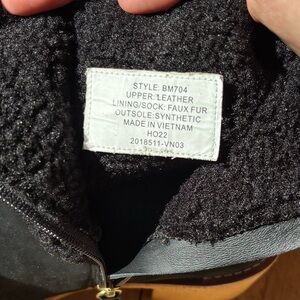 STYLE: BM704
UPPER: LEATHER
LINING/SOCK: FAUX FUR
OUTSOLE: SYNTHETIC
MADE IN VIETNAM
HO22
2018511-VN03